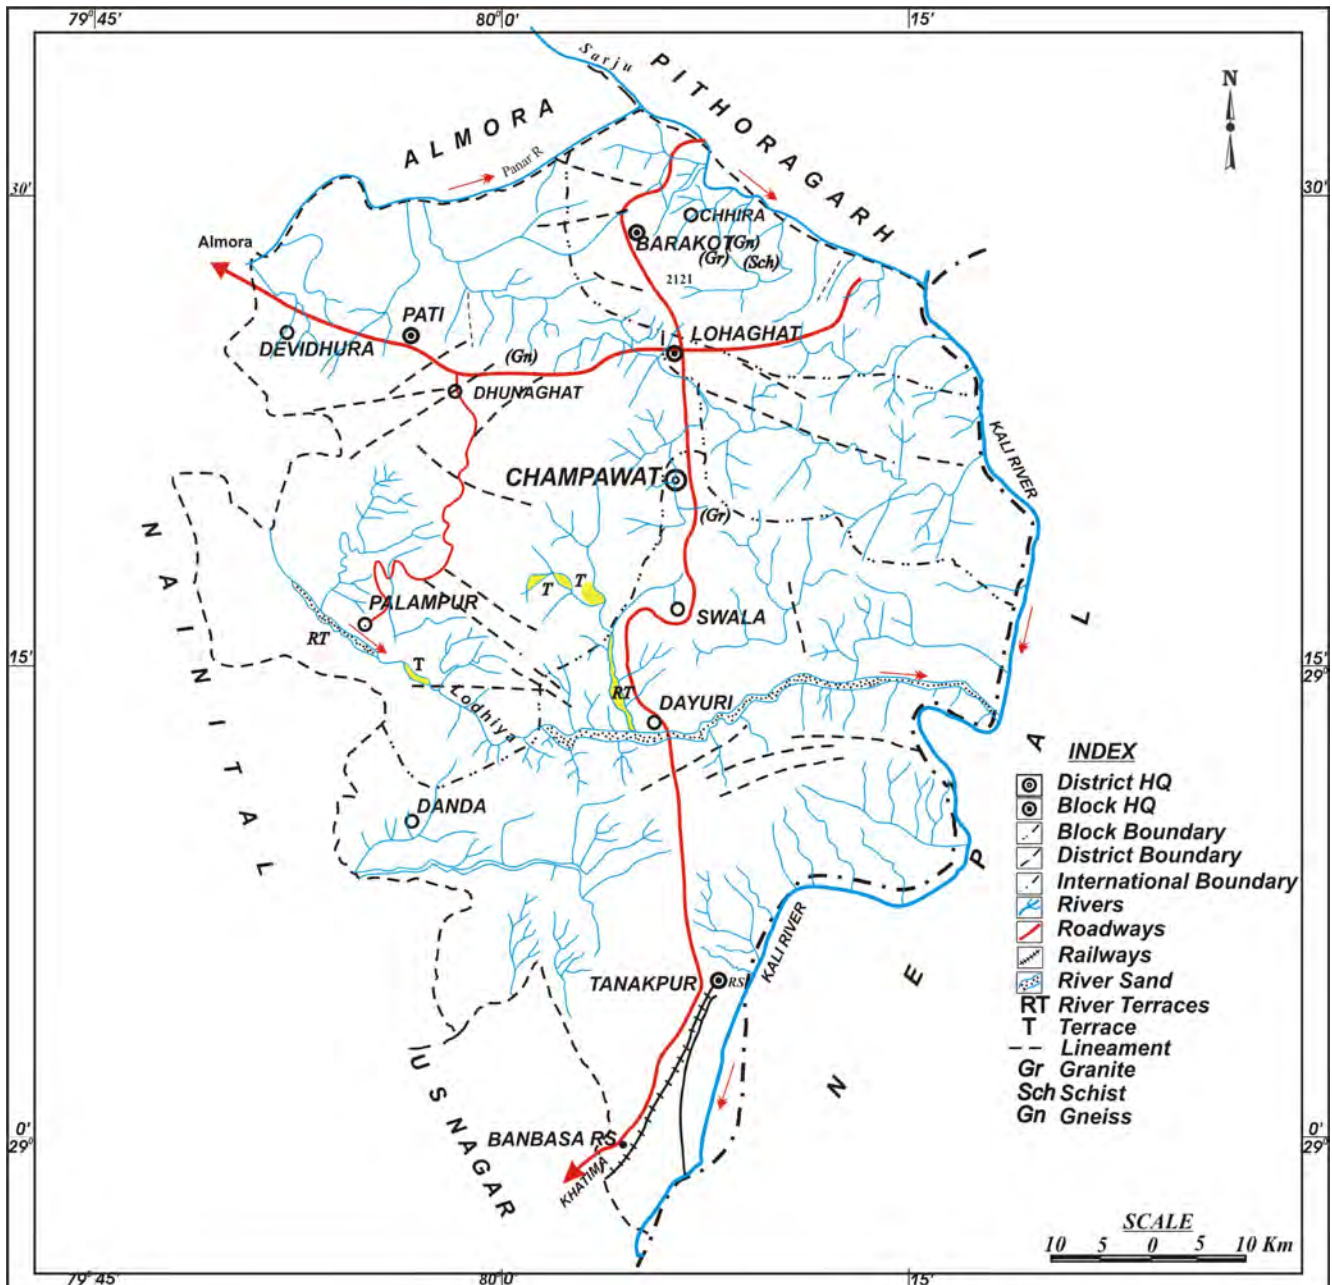 79°45'
80°0'
15'
Sarju
PITHORAGARH
N
ALMORA
Panar R
30'
30'
CHHIRA
BARAKOT
(Gn)
(Gr)
(Sch)
Almora
2121
PATI
LOHAGHAT
DEVIDHURA
(Gn)
DHUNAGHAT
KALI RIVER
CHAMPAWAT
(Gr)
NAINITAL
T
T
PALAMPUR
SWALA
RT
15'
29°
15'
29°
T
Lodhiya
RT
DAYURI
NEPAL
DANDA
KALI RIVER
TANAKPUR
RS
US NAGAR
BANBASA RS
KHATIMA
0'
29°
0'
29°
INDEX
District HQ
Block HQ
Block Boundary
District Boundary
International Boundary
Rivers
Roadways
Railways
River Sand
RT River Terraces
T Terrace
Lineament
Gr Granite
Sch Schist
Gn Gneiss
SCALE
10 5 0 5 10 Km
79°45'
80°0'
15'